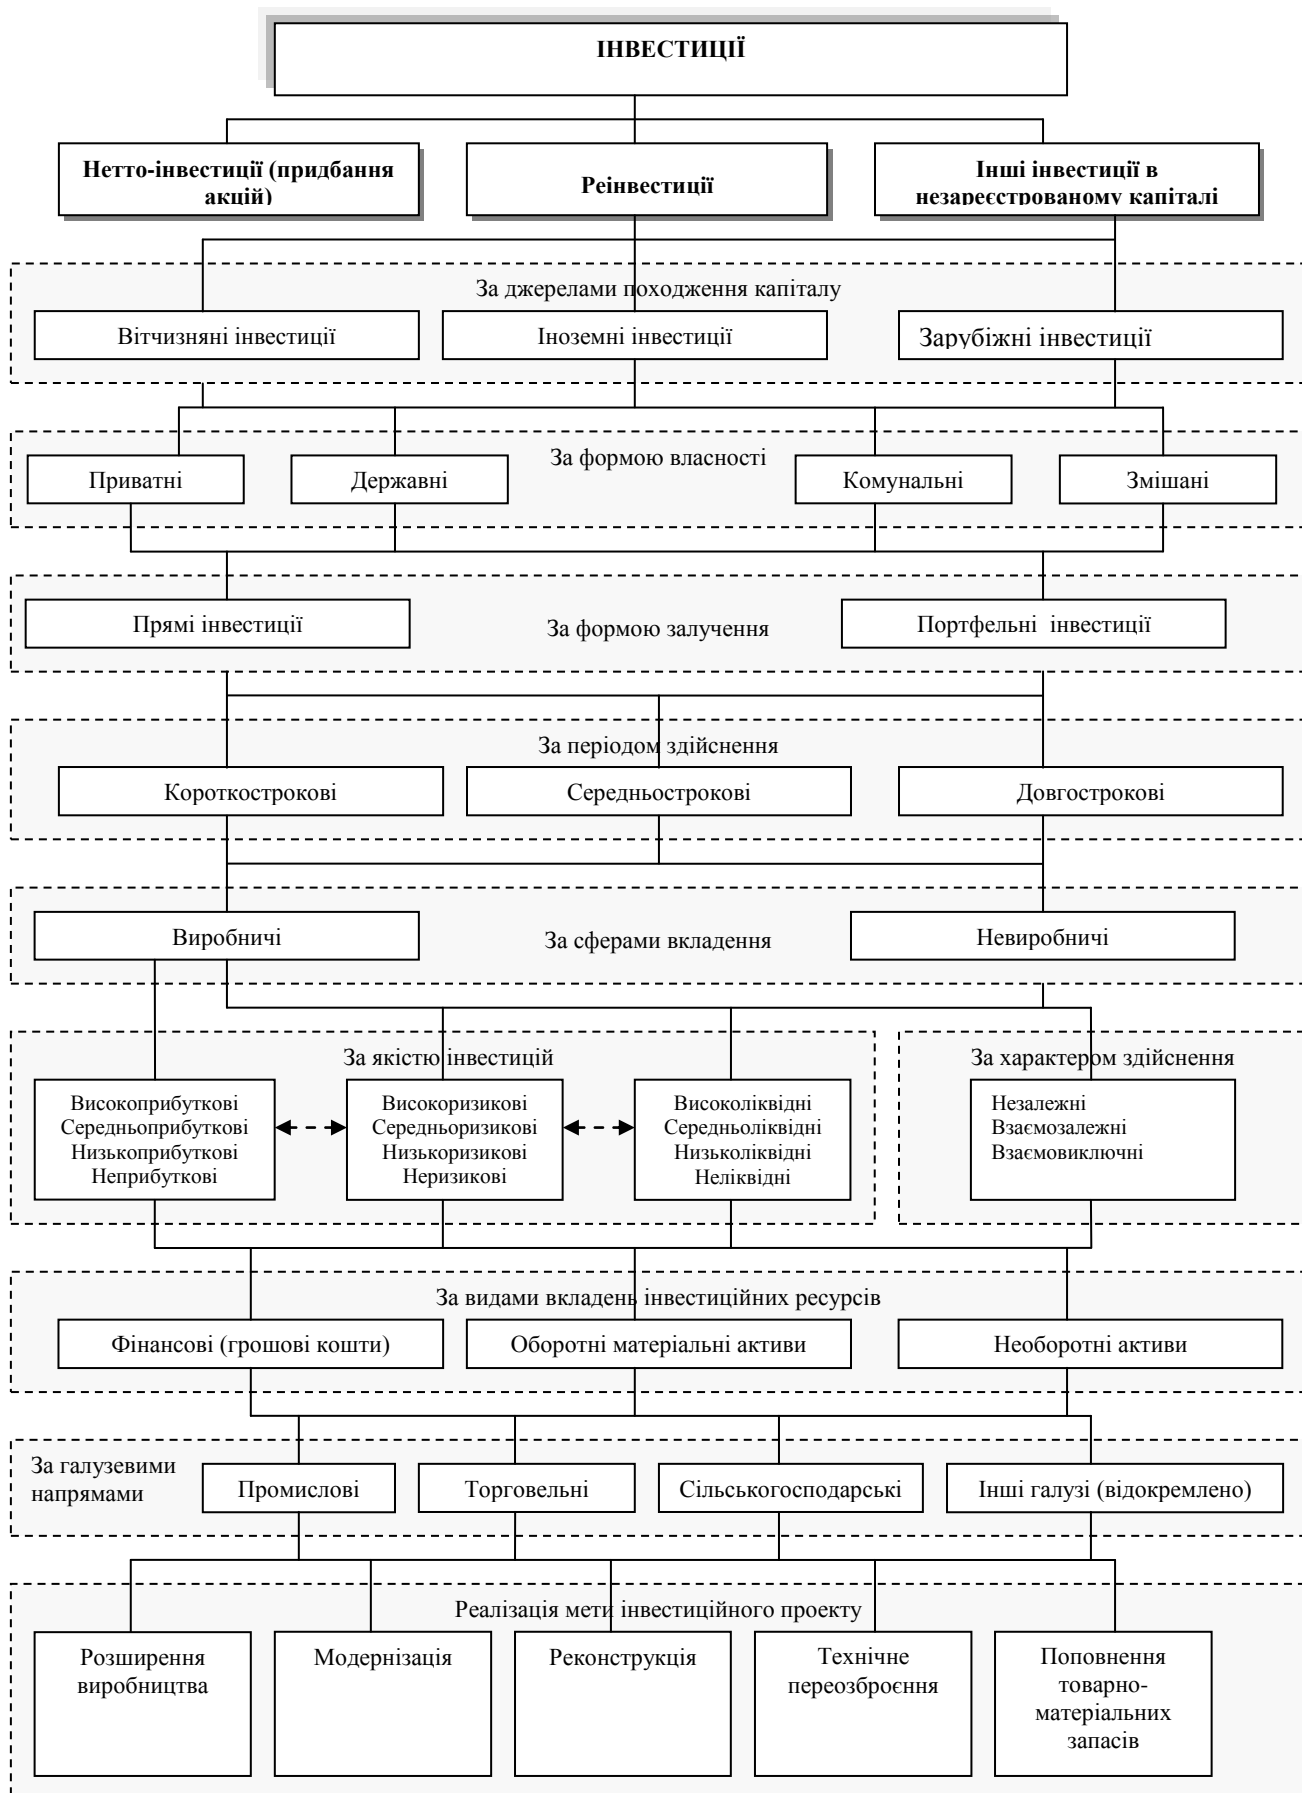 ІНВЕСТИЦІЇ
Нетто-інвестиції (придбання
акцій)
Реінвестиції
Інші інвестиції в
незареєстрованому капіталі
За джерелами походження капіталу
Вітчизняні інвестиції
Іноземні інвестиції
Зарубіжні інвестиції
За формою власності
Приватні
Державні
Комунальні
Змішані
Прямі інвестиції
За формою залучення
Портфельні інвестиції
За періодом здійснення
Короткострокові
Середньострокові
Довгострокові
Виробничі
За сферами вкладення
Невиробничі
За якістю інвестицій
Високоприбуткові
Середньоприбуткові
Низькоприбуткові
Неприбуткові
Високоризикові
Середньоризикові
Низькоризикові
Неризикові
Високоліквідні
Середньоліквідні
Низьколіквідні
Неліквідні
За характером здійснення
Незалежні
Взаємозалежні
Взаємовиключні
За видами вкладень інвестиційних ресурсів
Фінансові (грошові кошти)
Оборотні матеріальні активи
Необоротні активи
За галузевими
напрямами
Промислові
Торговельні
Сільськогосподарські
Інші галузі (відокремлено)
Реалізація мети інвестиційного проекту
Розширення
виробництва
Модернізація
Реконструкція
Технічне
переозброєння
Поповнення
товарно-
матеріальних
запасів